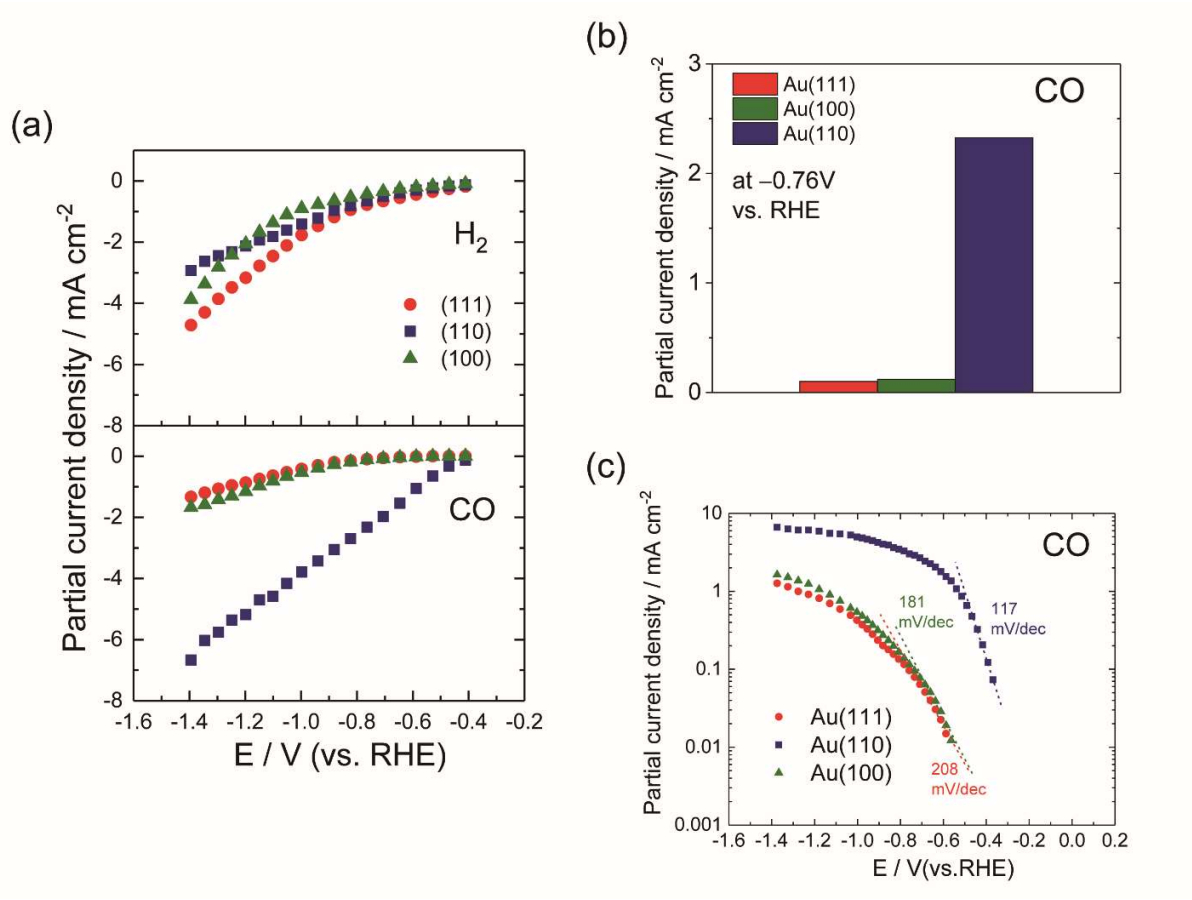 (a)
Partial current density / mA cm-2
0
-2
-4
-6
-8
H2
(111)
(110)
(100)
0
-2
-4
-6
-8
CO
-1.6 -1.4 -1.2 -1.0 -0.8 -0.6 -0.4 -0.2
E / V (vs. RHE)
(b)
Partial current density / mA cm-2
3
2
1
0
Au(111)
Au(100)
Au(110)
CO
at −0.76V
vs. RHE
(c)
Partial current density / mA cm-2
10
1
0.1
0.01
0.001
CO
181
mV/dec
117
mV/dec
208
mV/dec
Au(111)
Au(110)
Au(100)
-1.6 -1.4 -1.2 -1.0 -0.8 -0.6 -0.4 -0.2 0.0 0.2
E / V(vs.RHE)